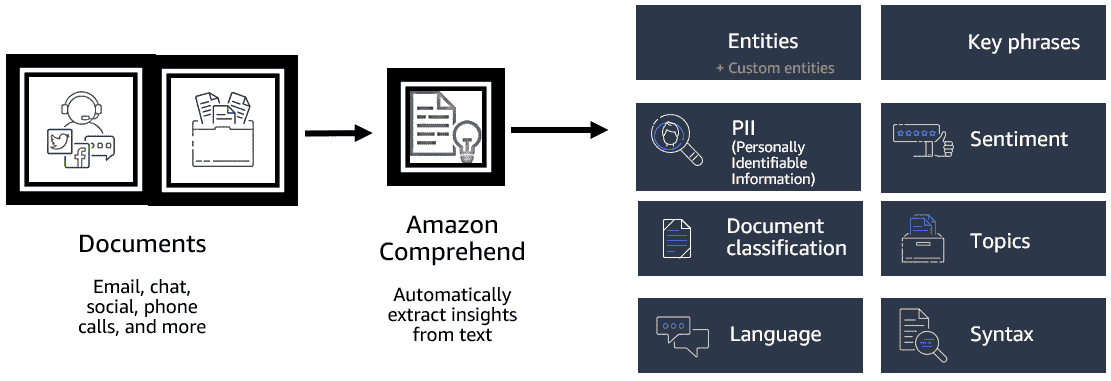 Documents
Email, chat,
social, phone
calls, and more
Amazon
Comprehend
Automatically
extract insights
from text
Entities
+ Custom entities
Key phrases
PII
(Personally
Identifiable
Information)
Sentiment
Document
classification
Topics
Language
Syntax